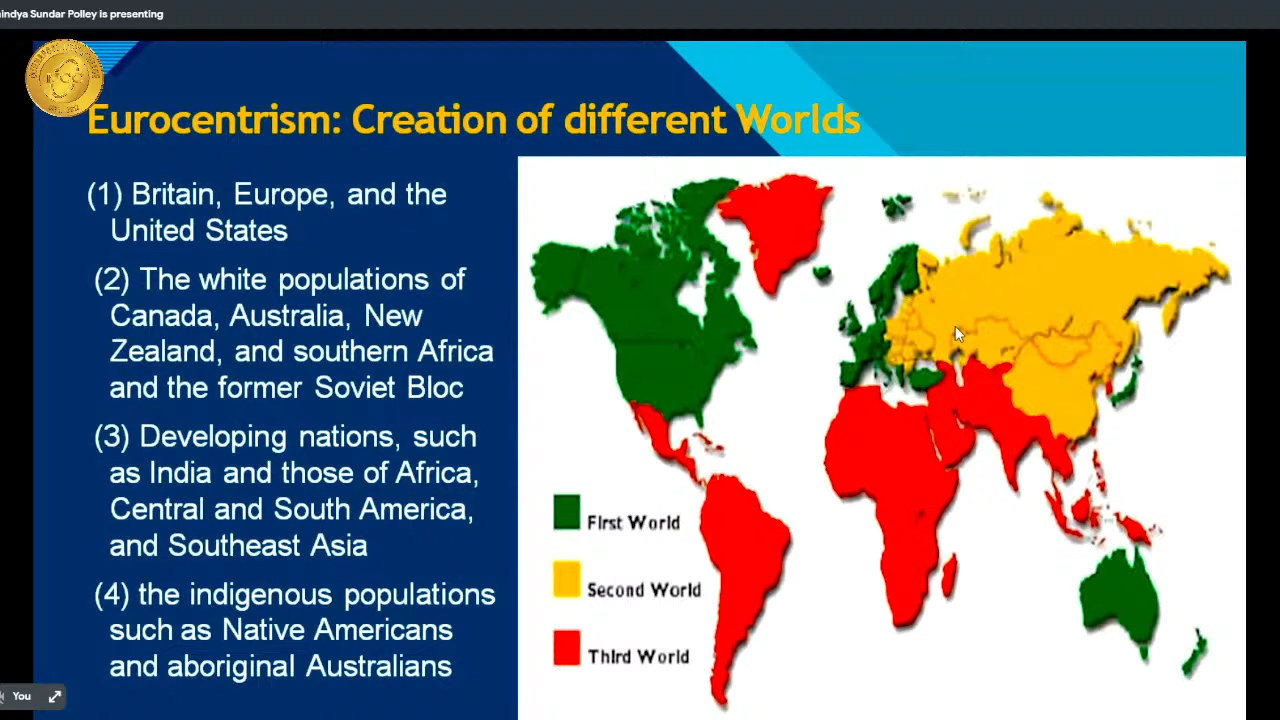 indya Sundar Polley is presenting
Eurocentrism: Creation of different Worlds
(1) Britain, Europe, and the
United States
(2) The white populations of
Canada, Australia, New
Zealand, and southern Africa
and the former Soviet Bloc
(3) Developing nations, such
as India and those of Africa,
Central and South America,
and Southeast Asia
(4) the indigenous populations
such as Native Americans
and aboriginal Australians
First World
Second World
Third World
You